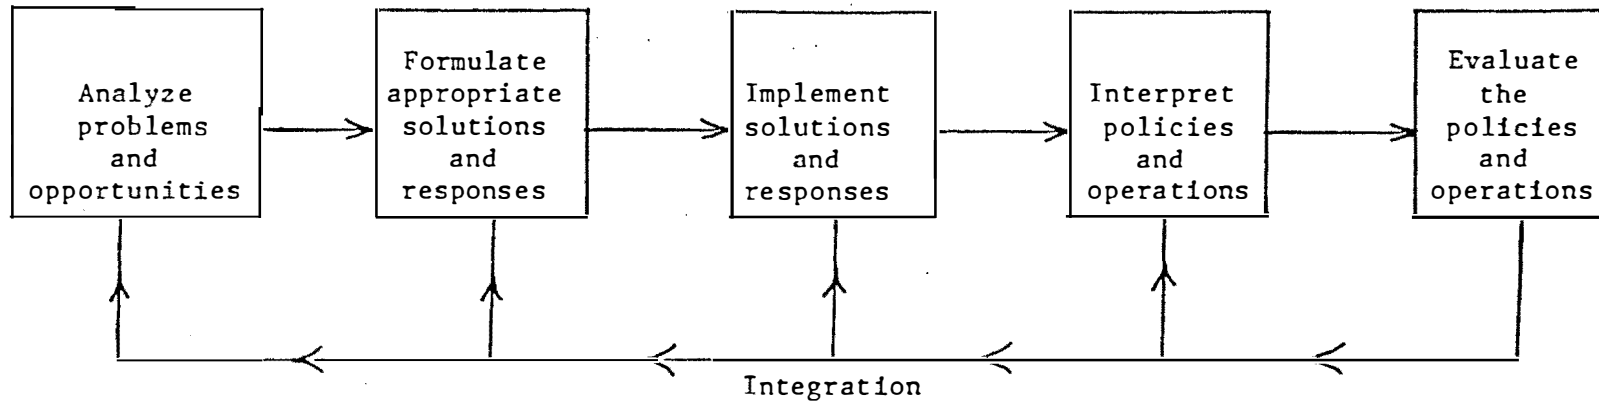 Analyze
problems
and
opportunities
Formulate
appropriate
solutions
and
responses
Implement
solutions
and
responses
Interpret
policies
and
operations
Evaluate
the
policies
and
operations
Integration